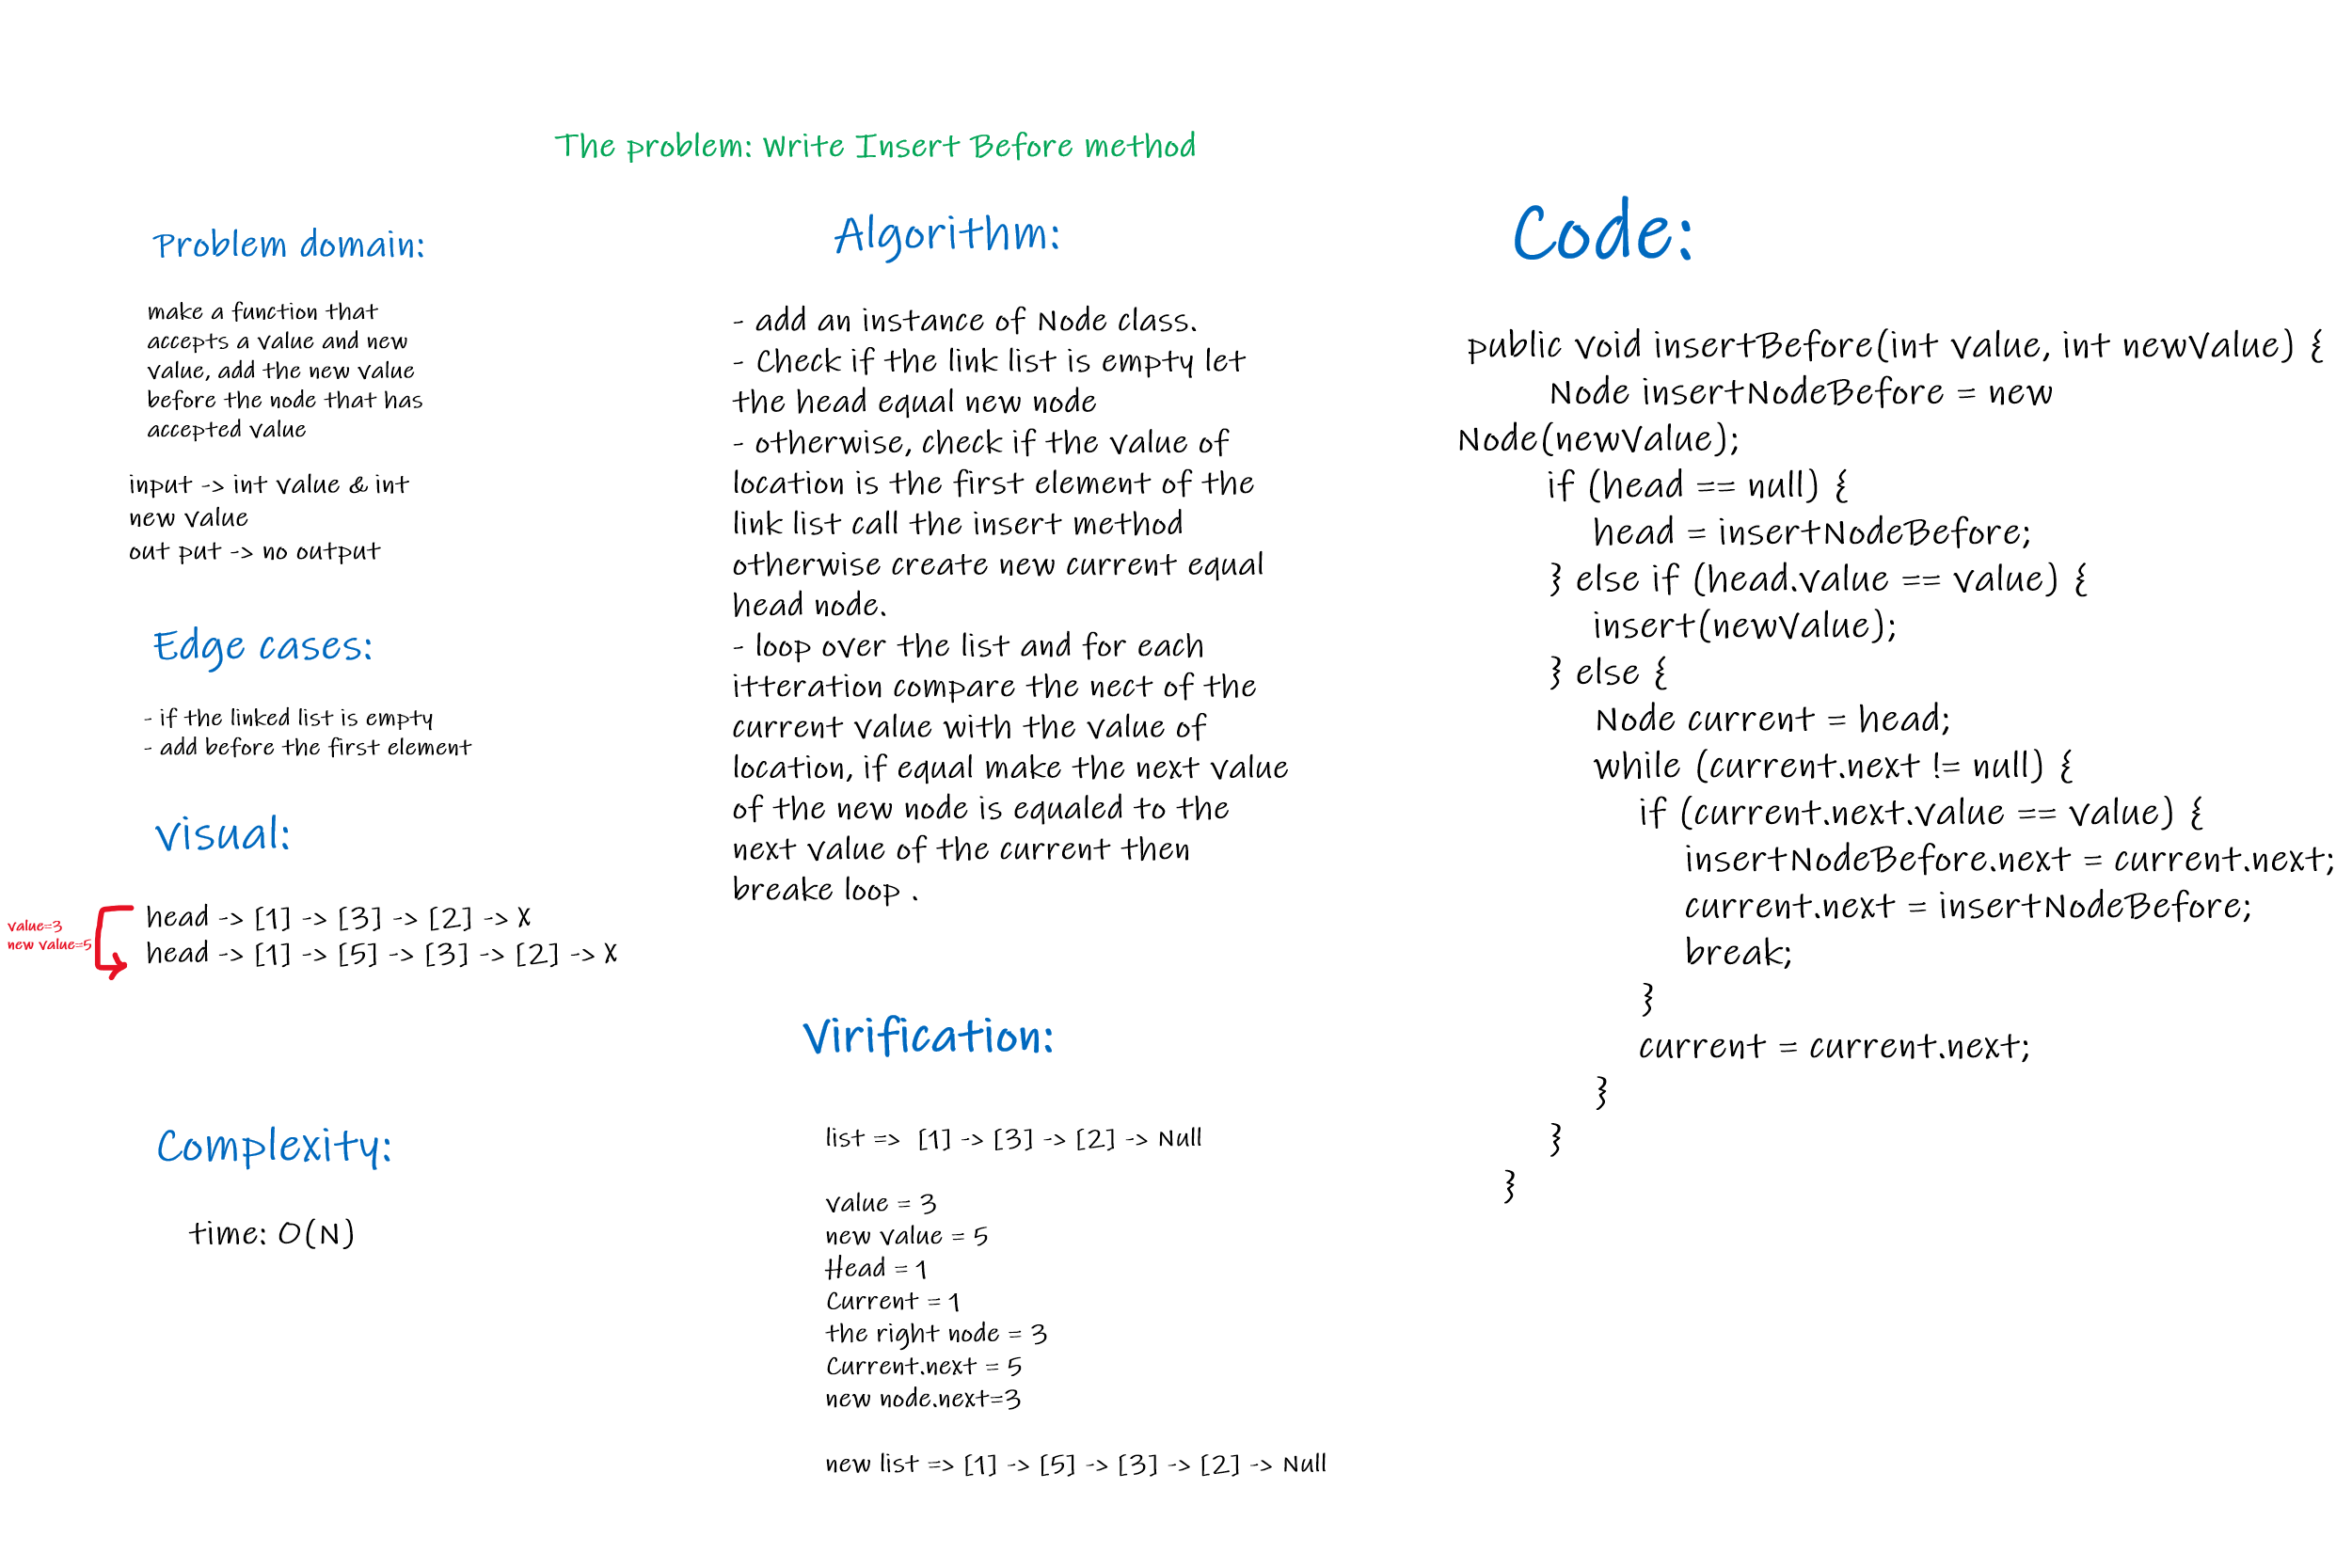 The problem: Write Insert Before method
Problem domain:
make a function that
accepts a value and new
value, add the new value
before the node that has
accepted value
input -> int value & int
new value
out put -> no output
Edge cases:
- if the linked list is empty
- add before the first element
Visual:
value=3
new value=5
head -> [1] -> [3] -> [2] -> X
head -> [1] -> [5] -> [3] -> [2] -> X
Complexity:
time: O(N)
Algorithm:
- add an instance of Node class.
- Check if the link list is empty let
the head equal new node
- otherwise, check if the value of
location is the first element of the
link list call the insert method
otherwise create new current equal
head node.
- loop over the list and for each
itteration compare the nect of the
current value with the value of
location, if equal make the next value
of the new node is equaled to the
next value of the current then
breake loop .
Virification:
list => [1] -> [3] -> [2] -> Null
value = 3
new value = 5
Head = 1
Current = 1
the right node = 3
Current.next = 5
new node.next=3
new list => [1] -> [5] -> [3] -> [2] -> Null
Code:
public void insertBefore(int value, int newValue) {
Node insertNodeBefore = new
Node(newValue);
if (head == null) {
head = insertNodeBefore;
} else if (head.value == value) {
insert(newValue);
} else {
Node current = head;
while (current.next != null) {
if (current.next.value == value) {
insertNodeBefore.next = current.next;
current.next = insertNodeBefore;
break;
}
current = current.next;
}
}
}